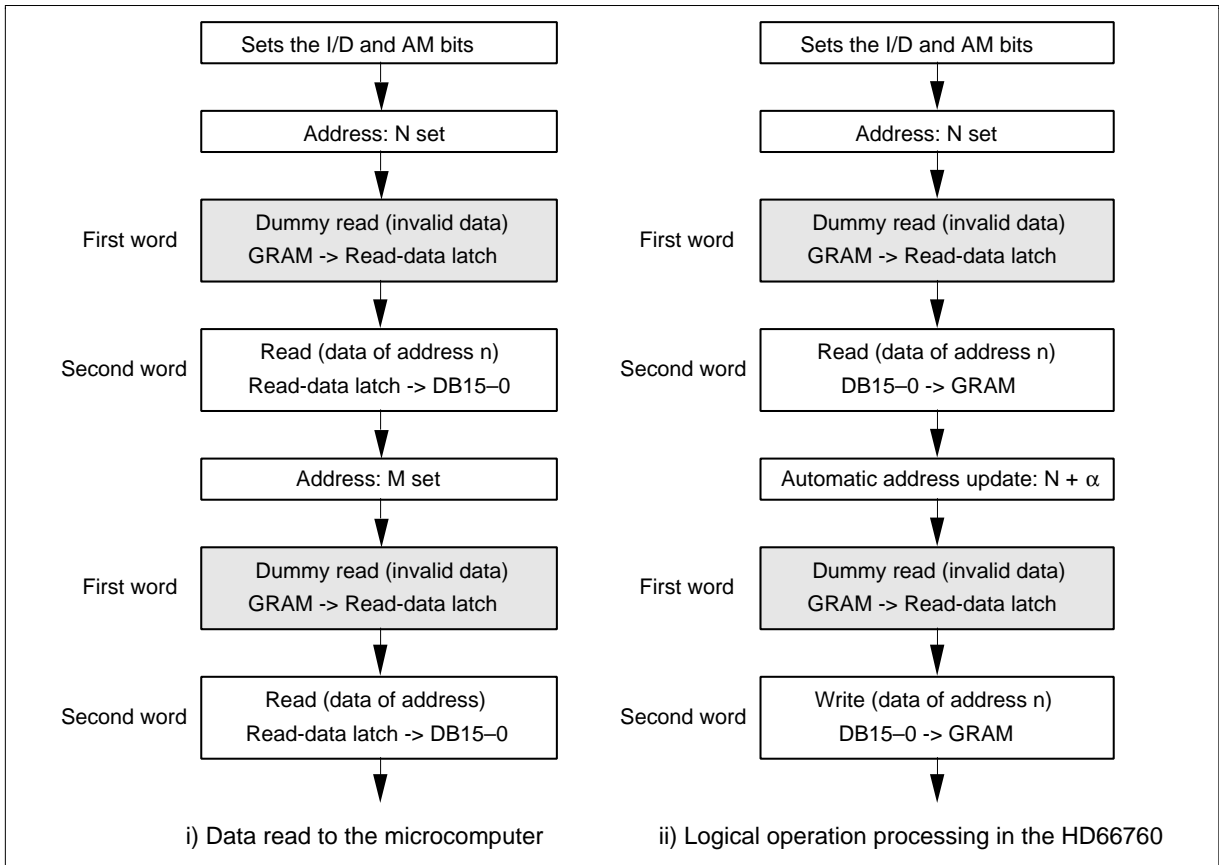 Sets the I/D and AM bits
Address: N set
First word
Dummy read (invalid data)
GRAM -> Read-data latch
Second word
Read (data of address n)
Read-data latch -> DB15–0
Address: M set
First word
Dummy read (invalid data)
GRAM -> Read-data latch
Second word
Read (data of address)
Read-data latch -> DB15–0
i) Data read to the microcomputer
Sets the I/D and AM bits
Address: N set
First word
Dummy read (invalid data)
GRAM -> Read-data latch
Second word
Read (data of address n)
DB15–0 -> GRAM
Automatic address update: N + α
First word
Dummy read (invalid data)
GRAM -> Read-data latch
Second word
Write (data of address n)
DB15–0 -> GRAM
ii) Logical operation processing in the HD66760